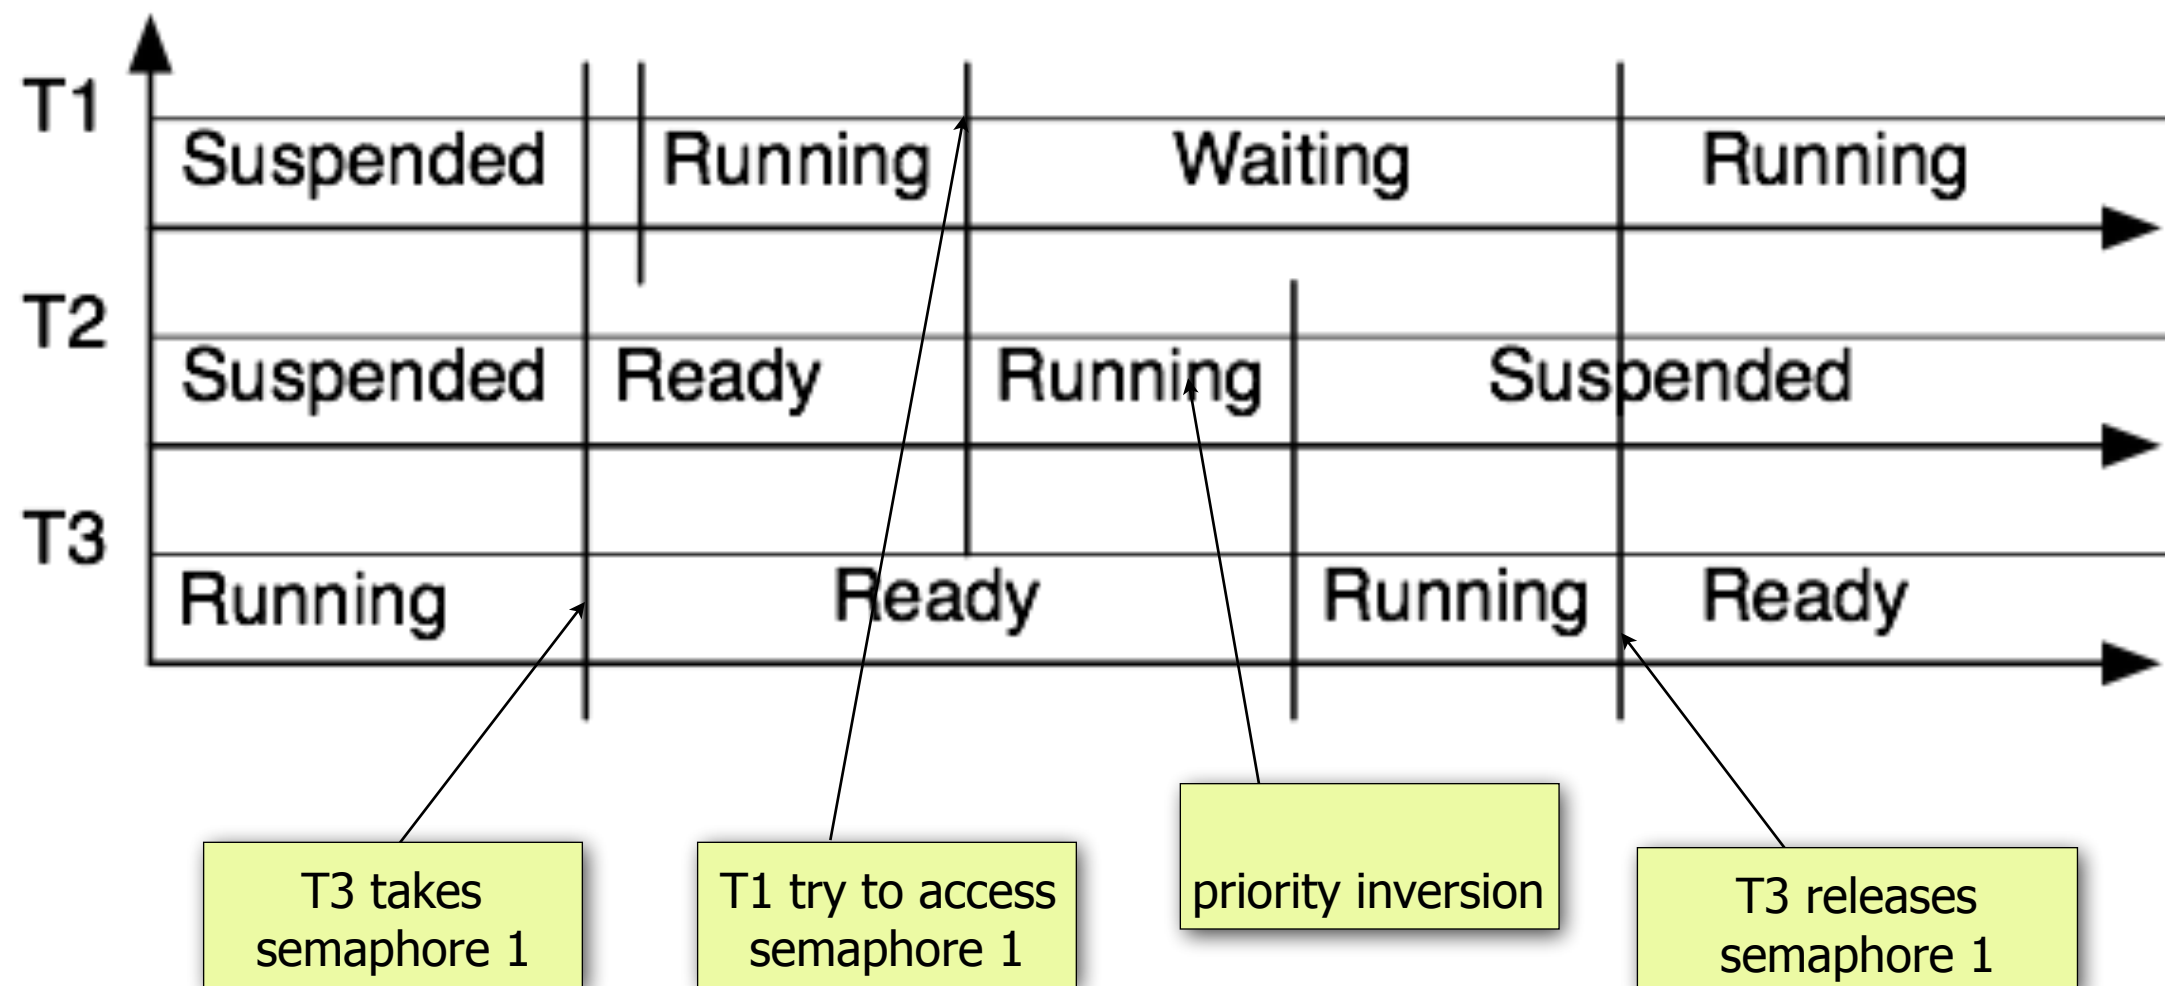 T1
Suspended Running Waiting Running
T2
Suspended Ready Running Suspended
T3
Running Ready Running Ready
T3 takes
semaphore 1
T1 try to access
semaphore 1
priority inversion
T3 releases
semaphore 1